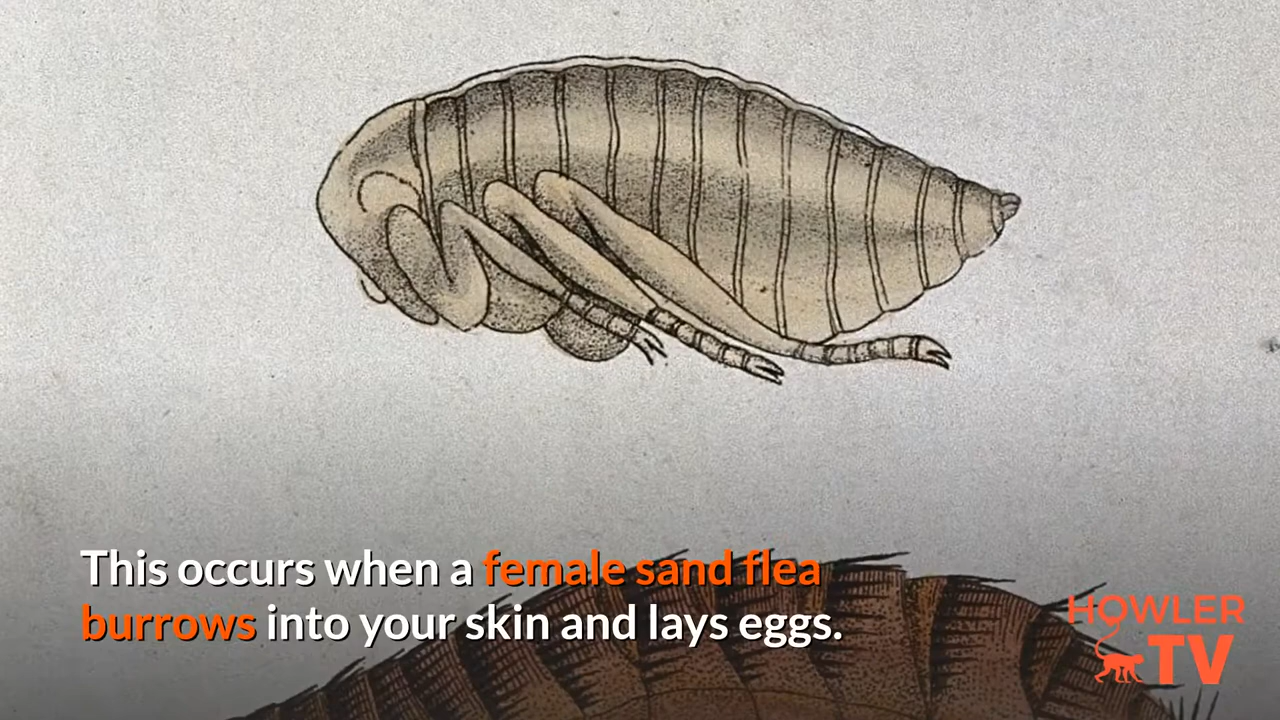 This occurs when a female sand flea
burrows into your skin and lays eggs.
HOWLER
TV